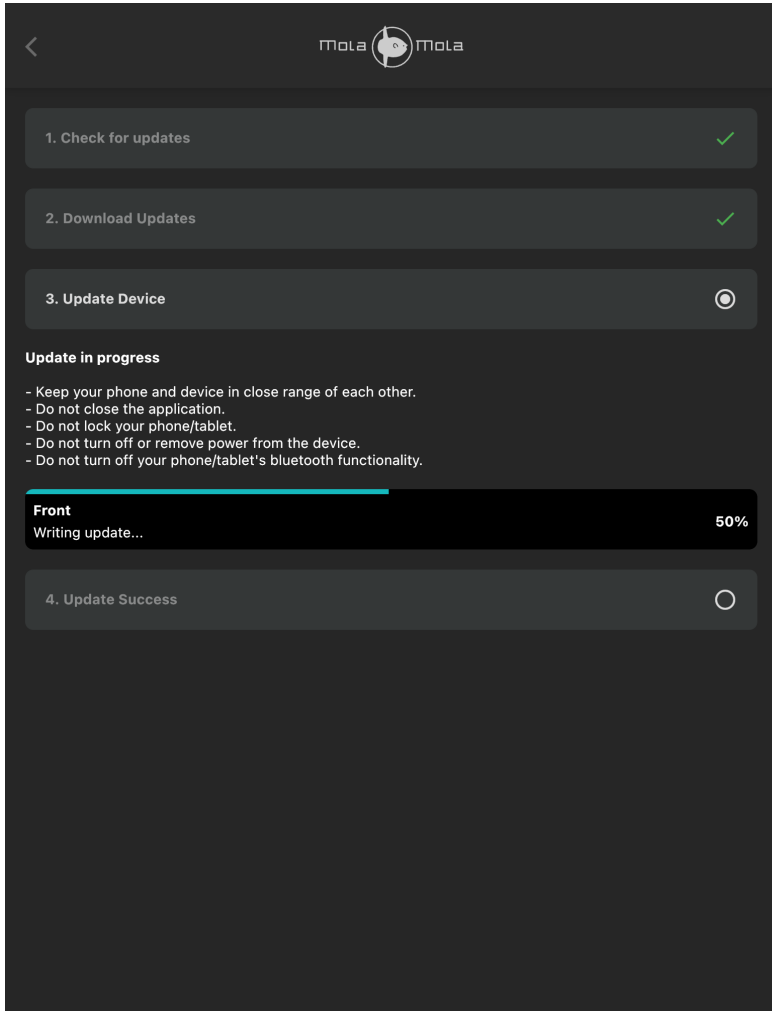 mola mola
1. Check for updates
2. Download Updates
3. Update Device
Update in progress
- Keep your phone and device in close range of each other.
- Do not close the application.
- Do not lock your phone/tablet.
- Do not turn off or remove power from the device.
- Do not turn off your phone/tablet's bluetooth functionality.
Front
Writing update...
50%
4. Update Success